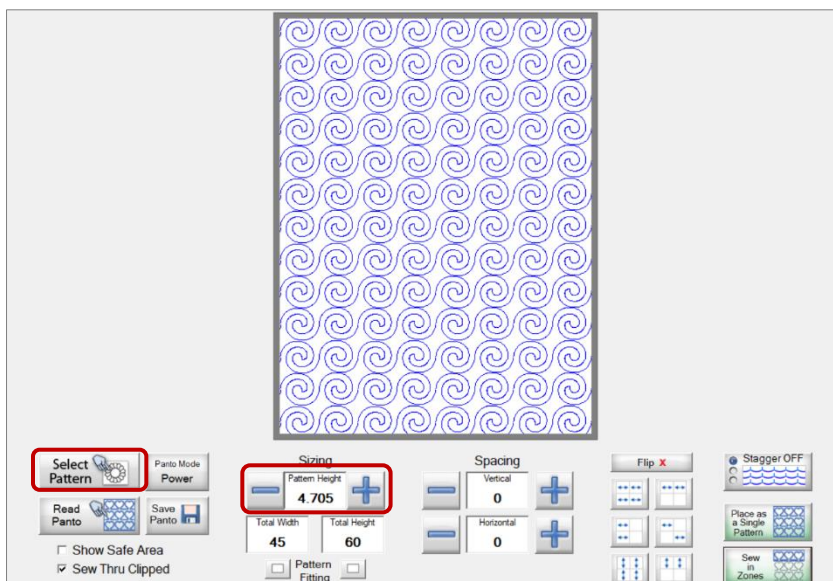 Select
Pattern
Panto Mode
Power
Read
Panto
Save
Panto
Show Safe Area
Sew Thru Clipped
Sizing
Pattern Height
4.705
Total Width
45
Total Height
60
Pattern
Fitting
Spacing
Vertical
0
Horizontal
0
Flip X
Stagger OFF
Place as
a Single
Pattern
Sew
in
Zones